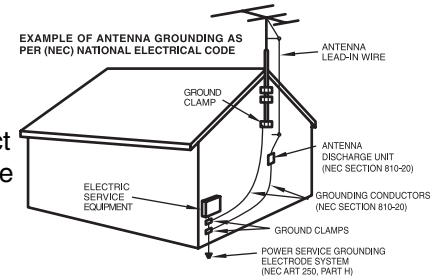 EXAMPLE OF ANTENNA GROUNDING AS
PER (NEC) NATIONAL ELECTRICAL CODE
ANTENNA
LEAD-IN WIRE
GROUND
CLAMP
ct
e
ANTENNA
DISCHARGE UNIT
(NEC SECTION 810-20)
ELECTRIC
SERVICE
EQUIPMENT
GROUNDING CONDUCTORS
(NEC SECTION 810-20)
GROUND CLAMPS
POWER SERVICE GROUNDING
ELECTRODE SYSTEM
(NEC ART 250, PART H)